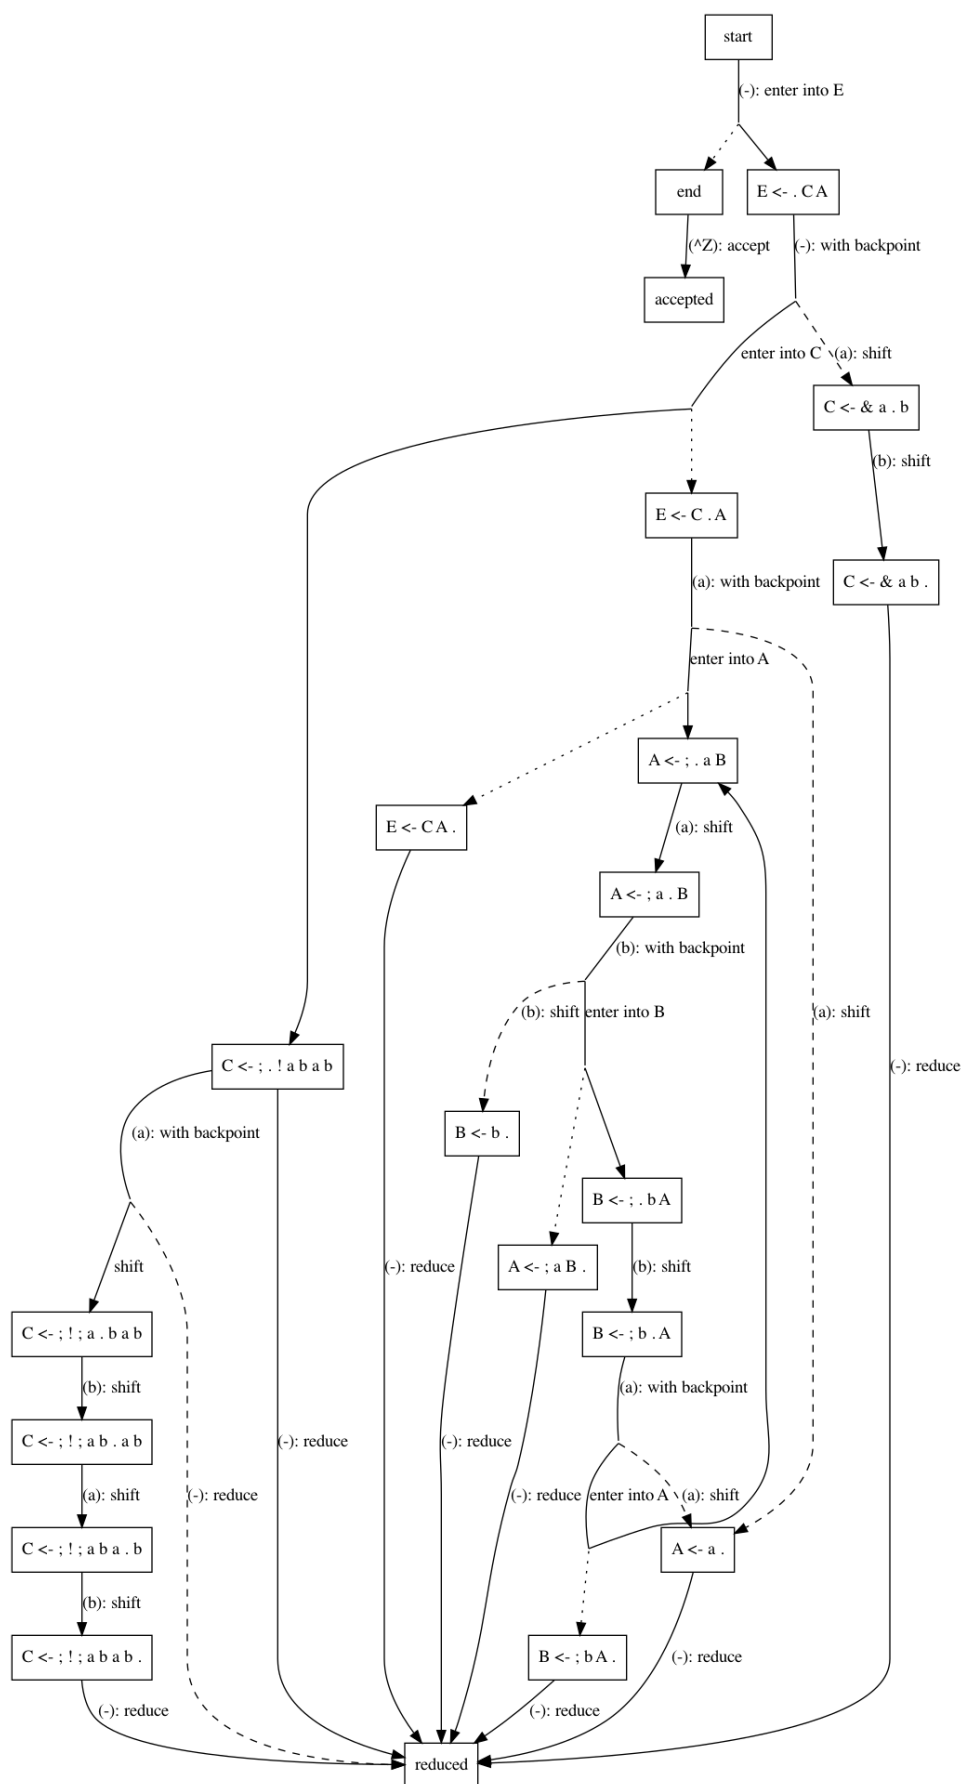 start
(-): enter into E
end
E <- . C A
(^Z): accept
(-): with backpoint
accepted
enter into C
(a): shift
C <- & a . b
(b): shift
E <- C . A
(a): with backpoint
C <- & a b .
enter into A
A <- ; . a B
E <- C A .
(a): shift
A <- ; a . B
(b): with backpoint
(b): shift
enter into B
(a): shift
C <- ; . ! a b a b
(-): reduce
(a): with backpoint
B <- b .
B <- ; . b A
shift
(-): reduce
A <- ; a B .
(b): shift
C <- ; ! ; a . b a b
B <- ; b . A
(b): shift
(a): with backpoint
C <- ; ! ; a b . a b
(-): reduce
(-): reduce
(a): shift
(-): reduce
(-): reduce
enter into A
(a): shift
C <- ; ! ; a b a . b
A <- a .
(b): shift
C <- ; ! ; a b a b .
B <- ; b A .
(-): reduce
(-): reduce
(-): reduce
reduced